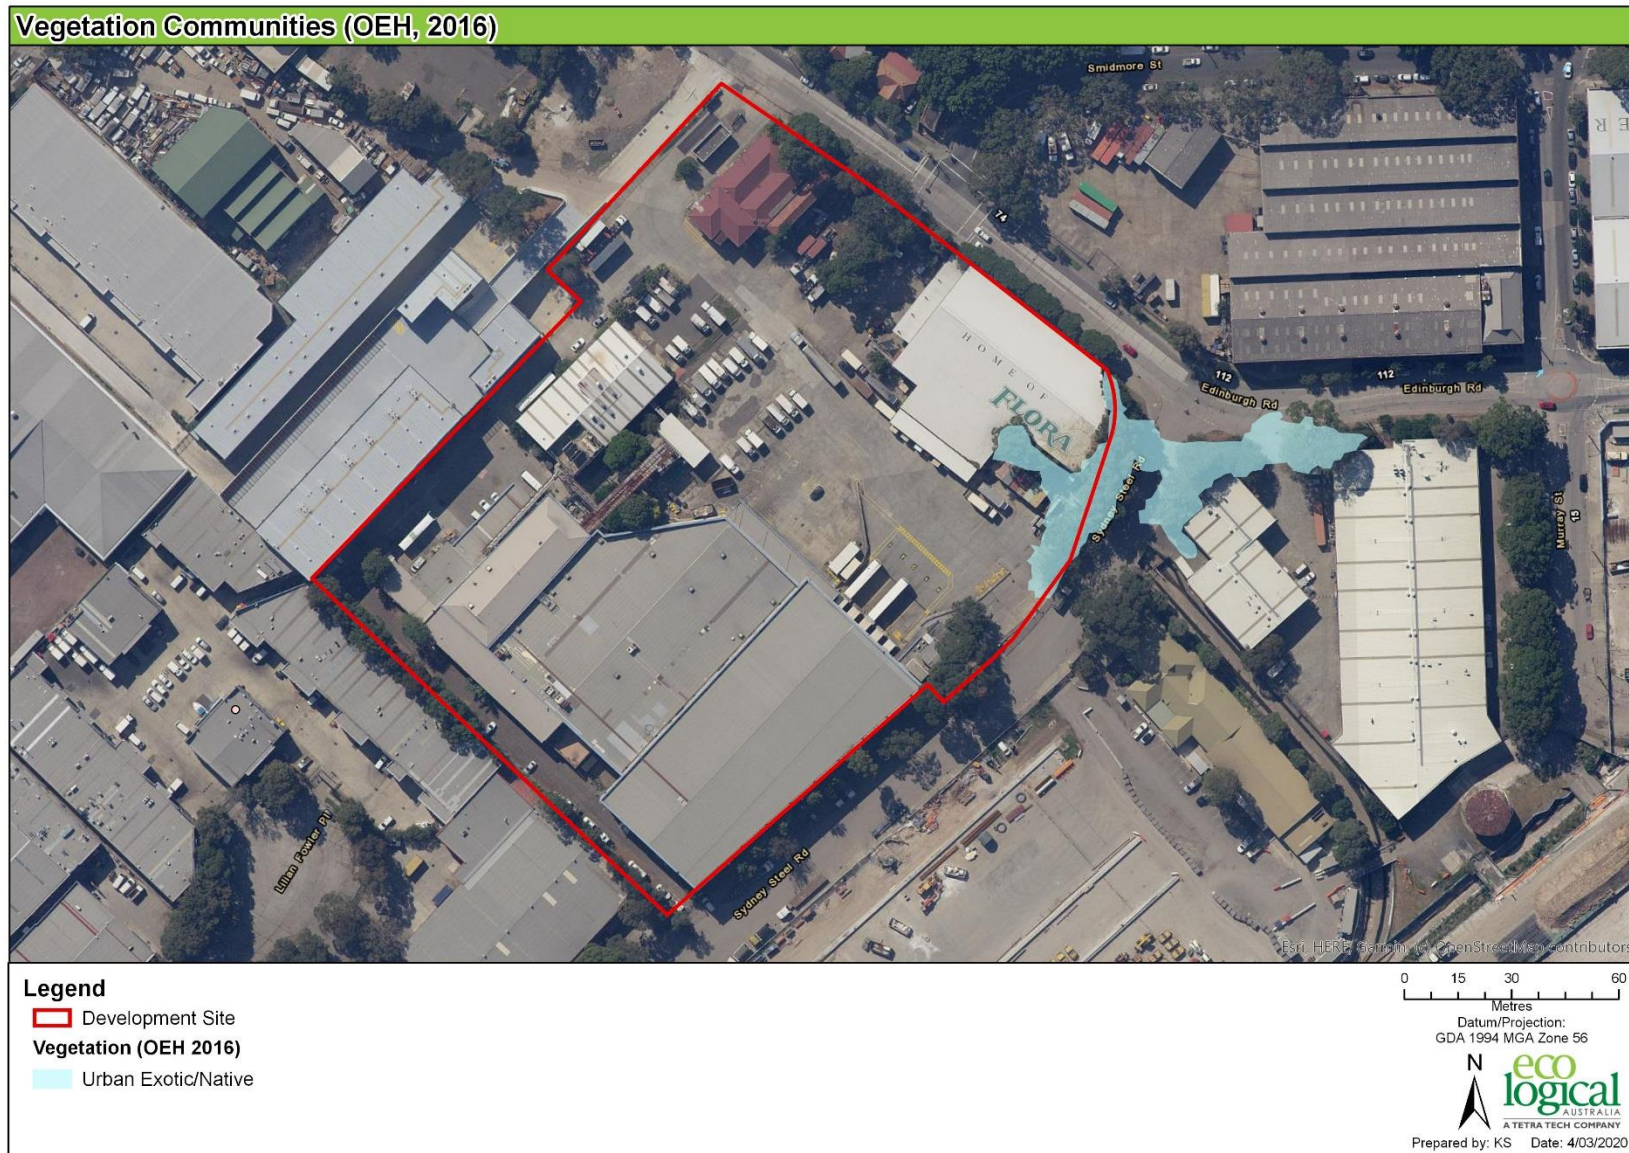 Vegetation Communities (OEH, 2016)
Smidmore St
E R
74
HOME OF
FLORA
112
Edinburgh Rd
112
Edinburgh Rd
Sydney Steel Rd
Murray St
15
Lilian Fowler Pl
Sydney Steel Rd
Esri, HERE, Garmin, (c) OpenStreetMap contributors
Legend
Development Site
Vegetation (OEH 2016)
Urban Exotic/Native
0 15 30 60
Metres
Datum/Projection:
GDA 1994 MGA Zone 56
N
eco
logical
AUSTRALIA
A TETRA TECH COMPANY
Prepared by: KS Date: 4/03/2020